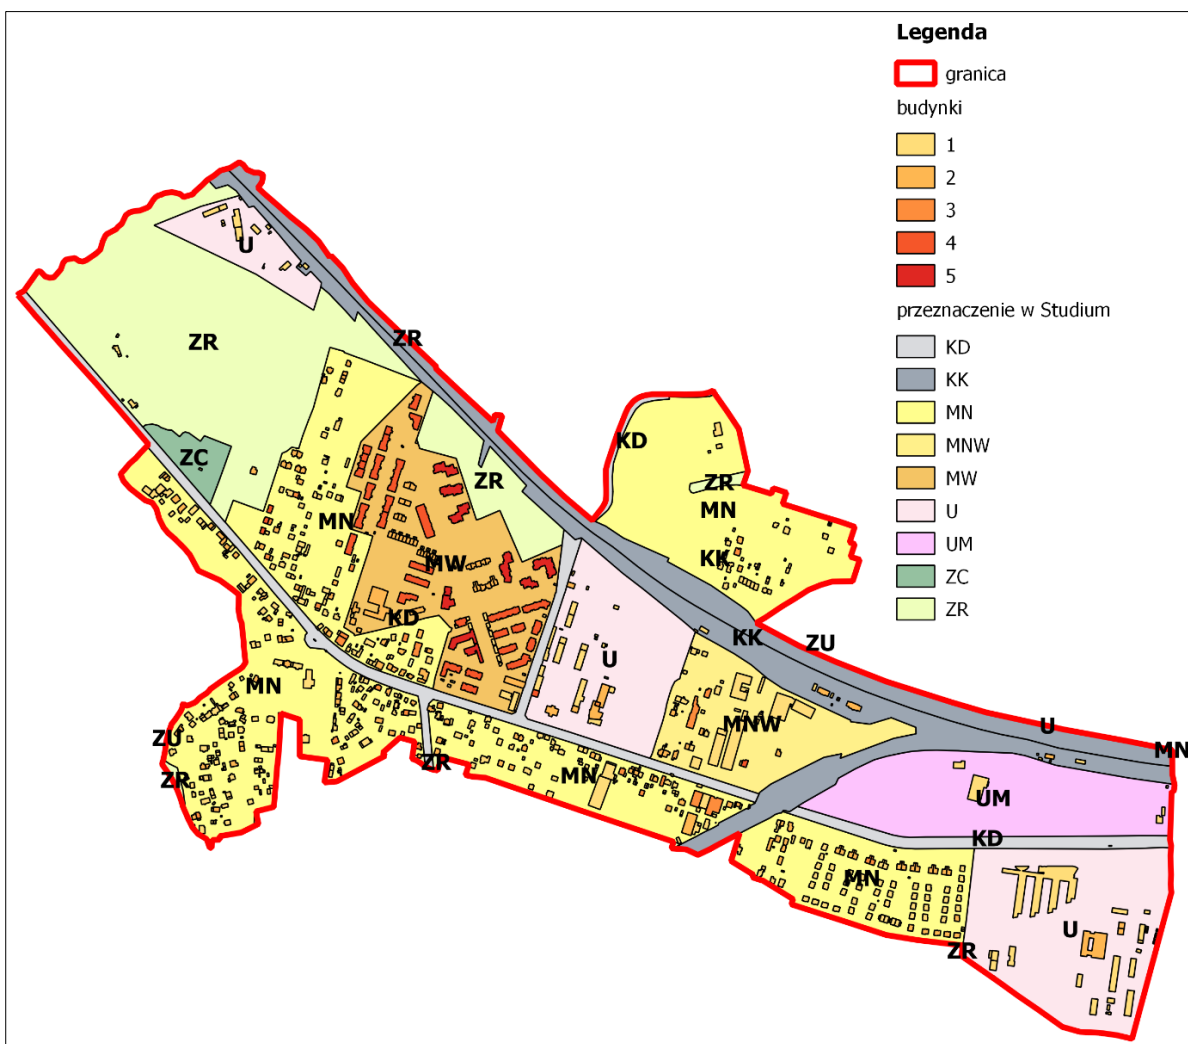 Legenda
granica
budynki
1
2
3
4
5
przeznaczenie w Studium
KD
KK
MN
MNW
MW
U
UM
ZC
ZR
U
ZR
ZR
KD
ZC
ZR
ZR
MN
MN
KK
MW
KD
KK
ZU
U
MN
MNW
ZU
U
MN
ZR
ZR
MN
UM
KD
MN
U
ZR